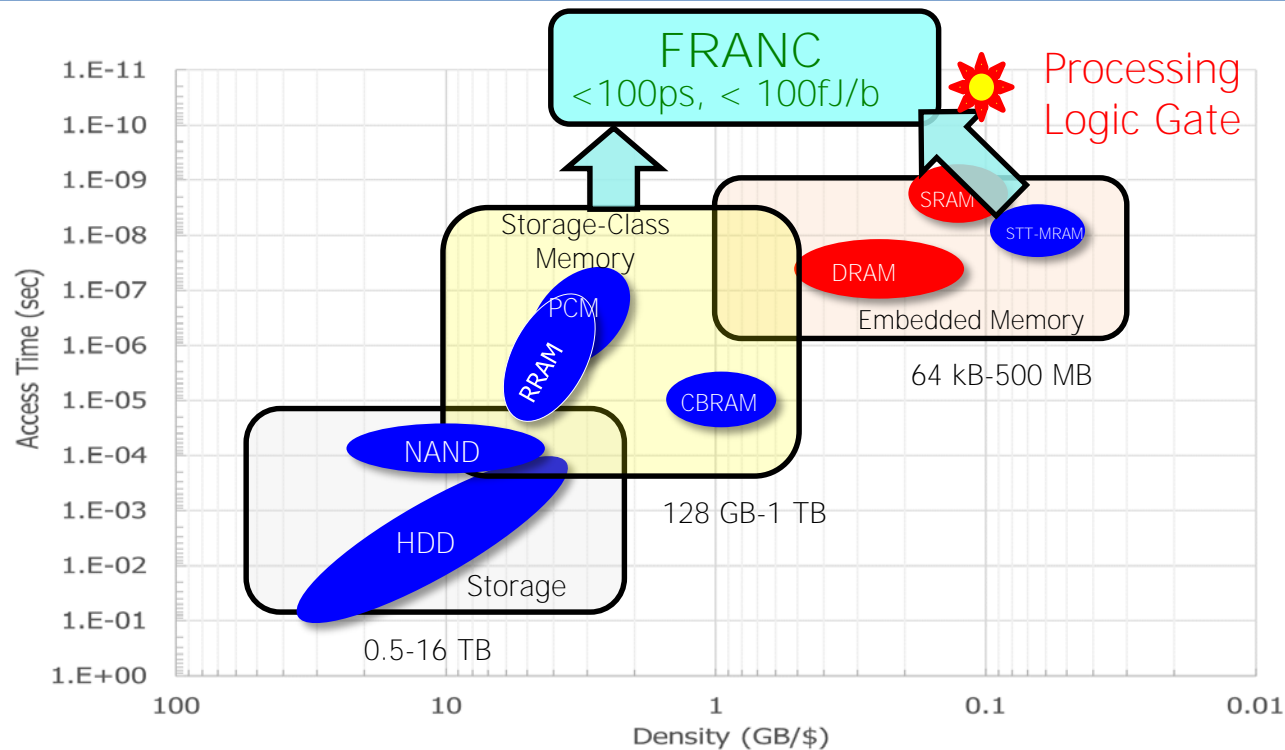 FRANC
<100ps, < 100fJ/b
Processing
Logic Gate
1.E-11
1.E-10
1.E-09
1.E-08
1.E-07
1.E-06
1.E-05
1.E-04
1.E-03
1.E-02
1.E-01
1.E+00
Access Time (sec)
SRAM
STT-MRAM
DRAM
Embedded Memory
64 kB-500 MB
Storage-Class
Memory
PCM
RRAM
CBRAM
128 GB-1 TB
NAND
HDD
Storage
0.5-16 TB
100
10
1
0.1
0.01
Density (GB/$)